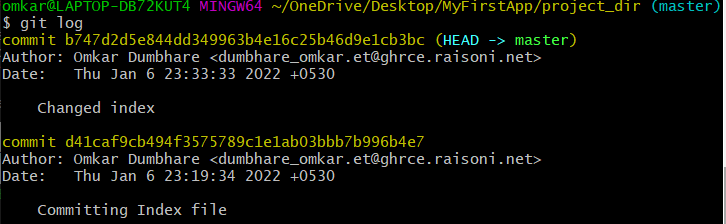 omkar@LAPTOP-DB72KUT4 MINGW64 ~/OneDrive/Desktop/MyFirstApp/project_dir (master)
$ git log
commit b747d2d5e844dd349963b4e16c25b46d9e1cb3bc (HEAD -> master)
Author: Omkar Dumbhare <dumbhare_omkar.et@ghrce.raisoni.net>
Date:   Thu Jan 6 23:33:33 2022 +0530
    Changed index
commit d41caf9cb494f3575789c1e1ab03bbb7b996b4e7
Author: Omkar Dumbhare <dumbhare_omkar.et@ghrce.raisoni.net>
Date:   Thu Jan 6 23:19:34 2022 +0530
    Committing Index file